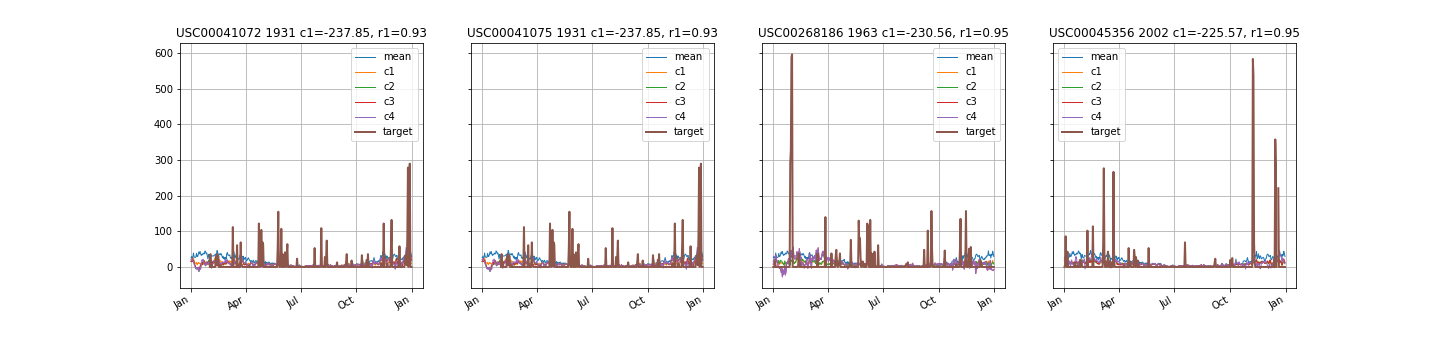 USC00041072 1931 c1=-237.85, r1=0.93
600
500
400
300
200
100
0
mean
c1
c2
c3
c4
target
Jan
Apr
Jul
Oct
Jan
USC00041075 1931 c1=-237.85, r1=0.93
mean
c1
c2
c3
c4
target
Jan
Apr
Jul
Oct
Jan
USC00268186 1963 c1=-230.56, r1=0.95
mean
c1
c2
c3
c4
target
Jan
Apr
Jul
Oct
Jan
USC00045356 2002 c1=-225.57, r1=0.95
mean
c1
c2
c3
c4
target
Jan
Apr
Jul
Oct
Jan